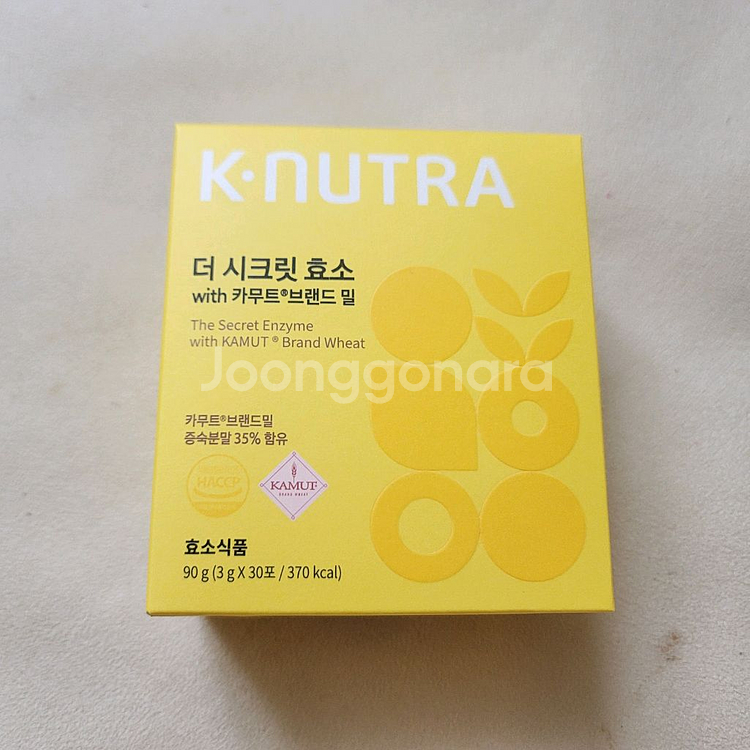 K·NUTRA
더 시크릿 효소
with 카무트®브랜드 밀
The Secret Enzyme
with KAMUT ® Brand Wheat
Joonggonara
카무트®브랜드밀
증숙분말 35% 함유
HACCP
KAMUT
BRAND WHEAT
효소식품
90 g (3 g X 30포 / 370 kcal)